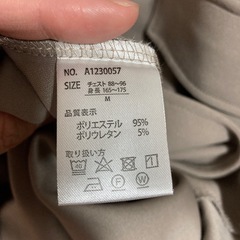 NO. A1230057
SIZE チェスト 88~96
身長 165~175
M
品質表示
ポリエステル 95%
ポリウレタン 5%
取り扱い方